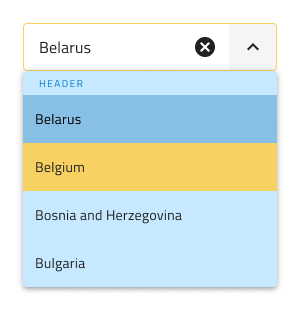 Belarus
HEADER
Belarus
Belgium
Bosnia and Herzegovina
Bulgaria